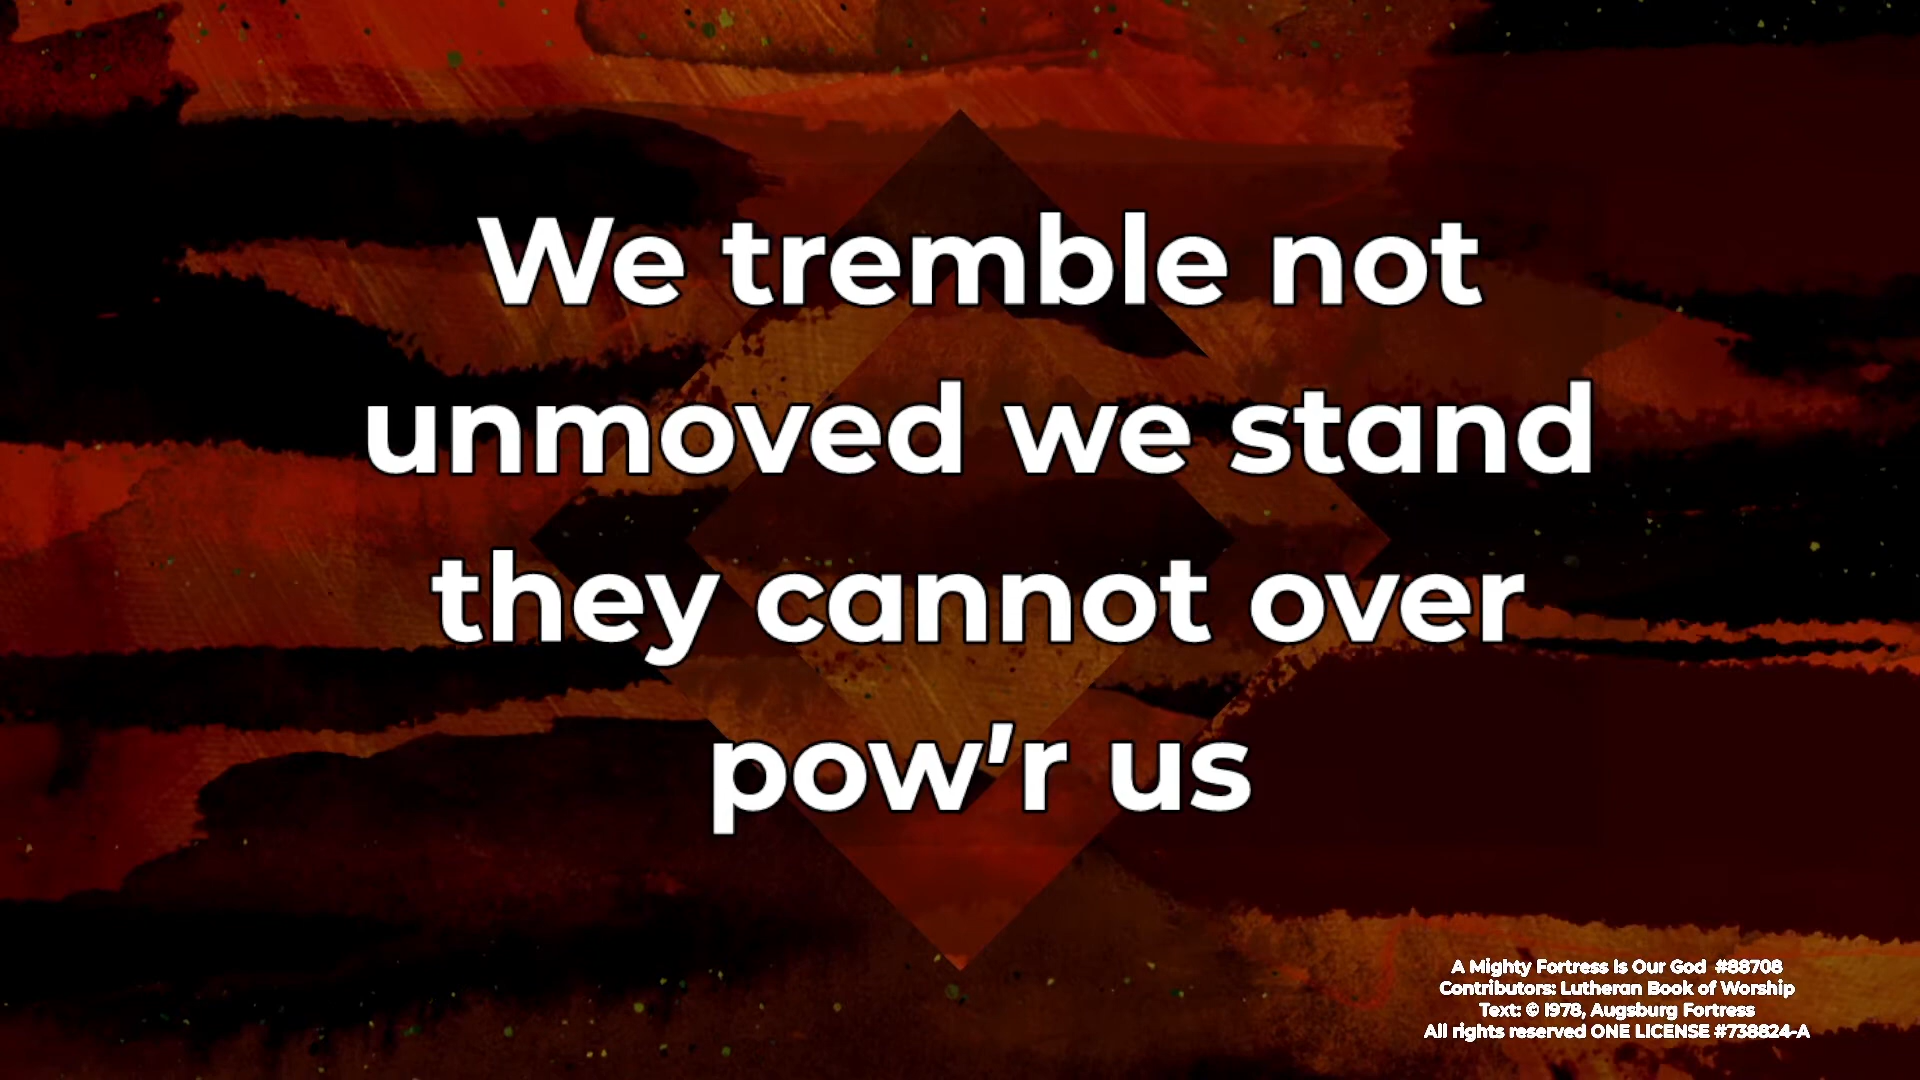 We tremble not
unmoved we stand
they cannot over
pow'r us
A Mighty Fortress Is Our God #88708
Contributors: Lutheran Book of Worship
Text: © 1978, Augsburg Fortress
All rights reserved ONE LICENSE #738824-A